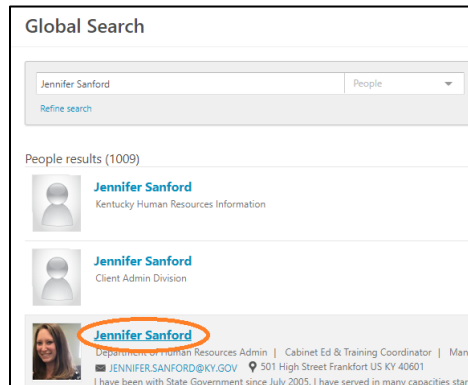 Global Search
Jennifer Sanford People
Refine search
People results (1009)
Jennifer Sanford
Kentucky Human Resources Information
Jennifer Sanford
Client Admin Division
Jennifer Sanford
Department of Human Resources Admin | Cabinet Ed & Training Coordinator | Man
JENNIFER.SANFORD@KY.GOV 501 High Street Frankfort US KY 40601
I have been with State Government since July 2005. I have served in many capacities star